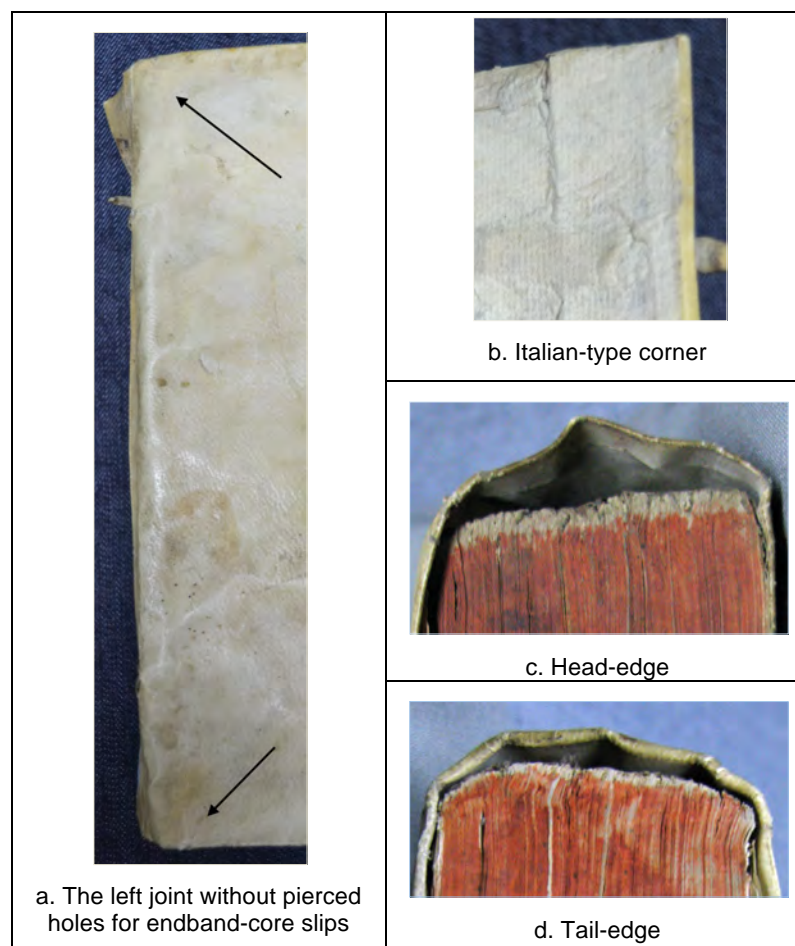 a. The left joint without pierced
holes for endband-core slips
b. Italian-type corner
c. Head-edge
d. Tail-edge